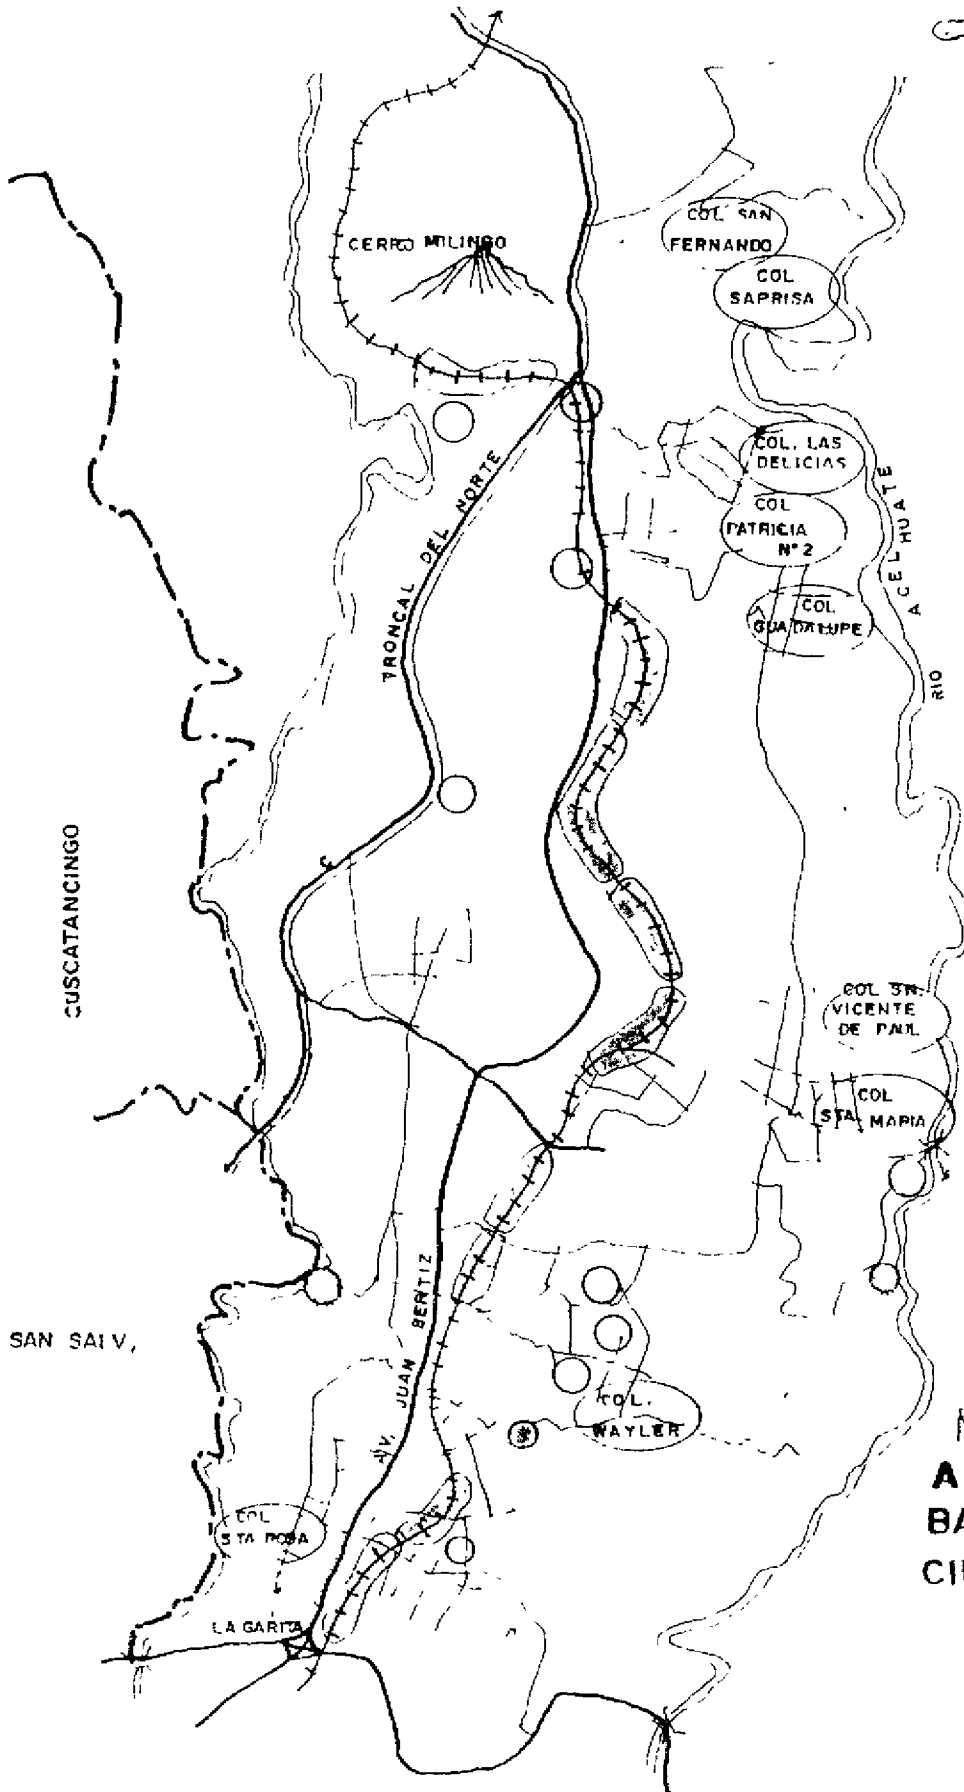 COL. SAN
FERNANDO
CERRO MILINGO
COL
SAPRISA
COL. LAS
DELICIAS
TRONCAL DEL NORTE
COL
PATRICIA
N° 2
RIO ACELHUATE
COL
GUADALUPE
CUSCATANCINGO
COL SN.
VICENTE
DE PAUL
COL
STA. MARIA
SAN SALV.
AV. JUAN BERTIZ
COL.
WAYLER
COL
STA ROSA
LA GARITA
A
BA